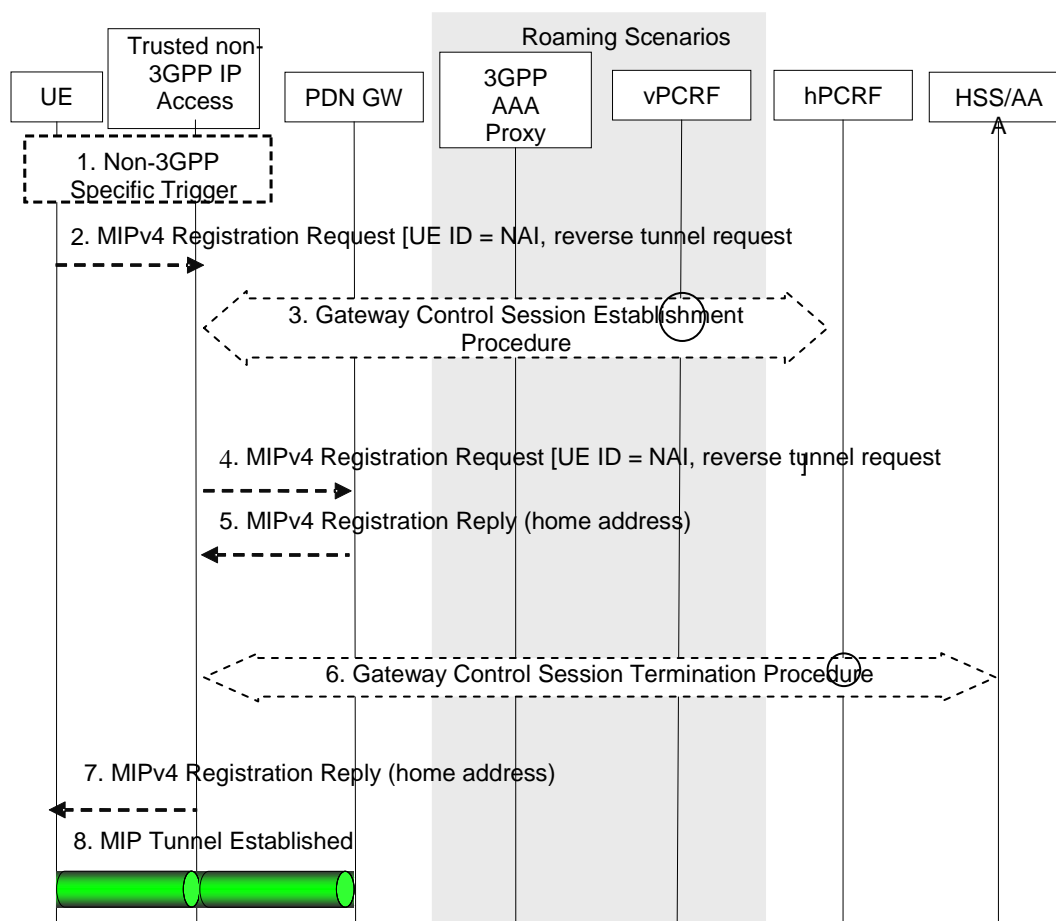 Roaming Scenarios
UE
Trusted non-
3GPP IP
Access
PDN GW
3GPP
AAA
Proxy
vPCRF
hPCRF
HSS/AA
A
1. Non-3GPP
Specific Trigger
2. MIPv4 Registration Request [UE ID = NAI, reverse tunnel request
3. Gateway Control Session Establishment
Procedure
4. MIPv4 Registration Request [UE ID = NAI, reverse tunnel request
]
5. MIPv4 Registration Reply (home address)
6. Gateway Control Session Termination Procedure
7. MIPv4 Registration Reply (home address)
8. MIP Tunnel Established